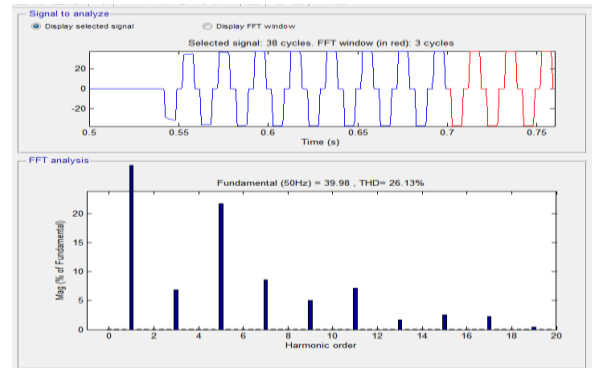 Signal to analyze
Display selected signal Display FFT window
Selected signal: 38 cycles. FFT window (in red): 3 cycles
20
0
-20
0.5 0.55 0.6 0.65 0.7 0.75
Time (s)
FFT analysis
Fundamental (50Hz) = 39.98 , THD= 26.13%
Mag (% of Fundamental)
20
15
10
5
0
0 2 4 6 8 10 12 14 16 18 20
Harmonic order